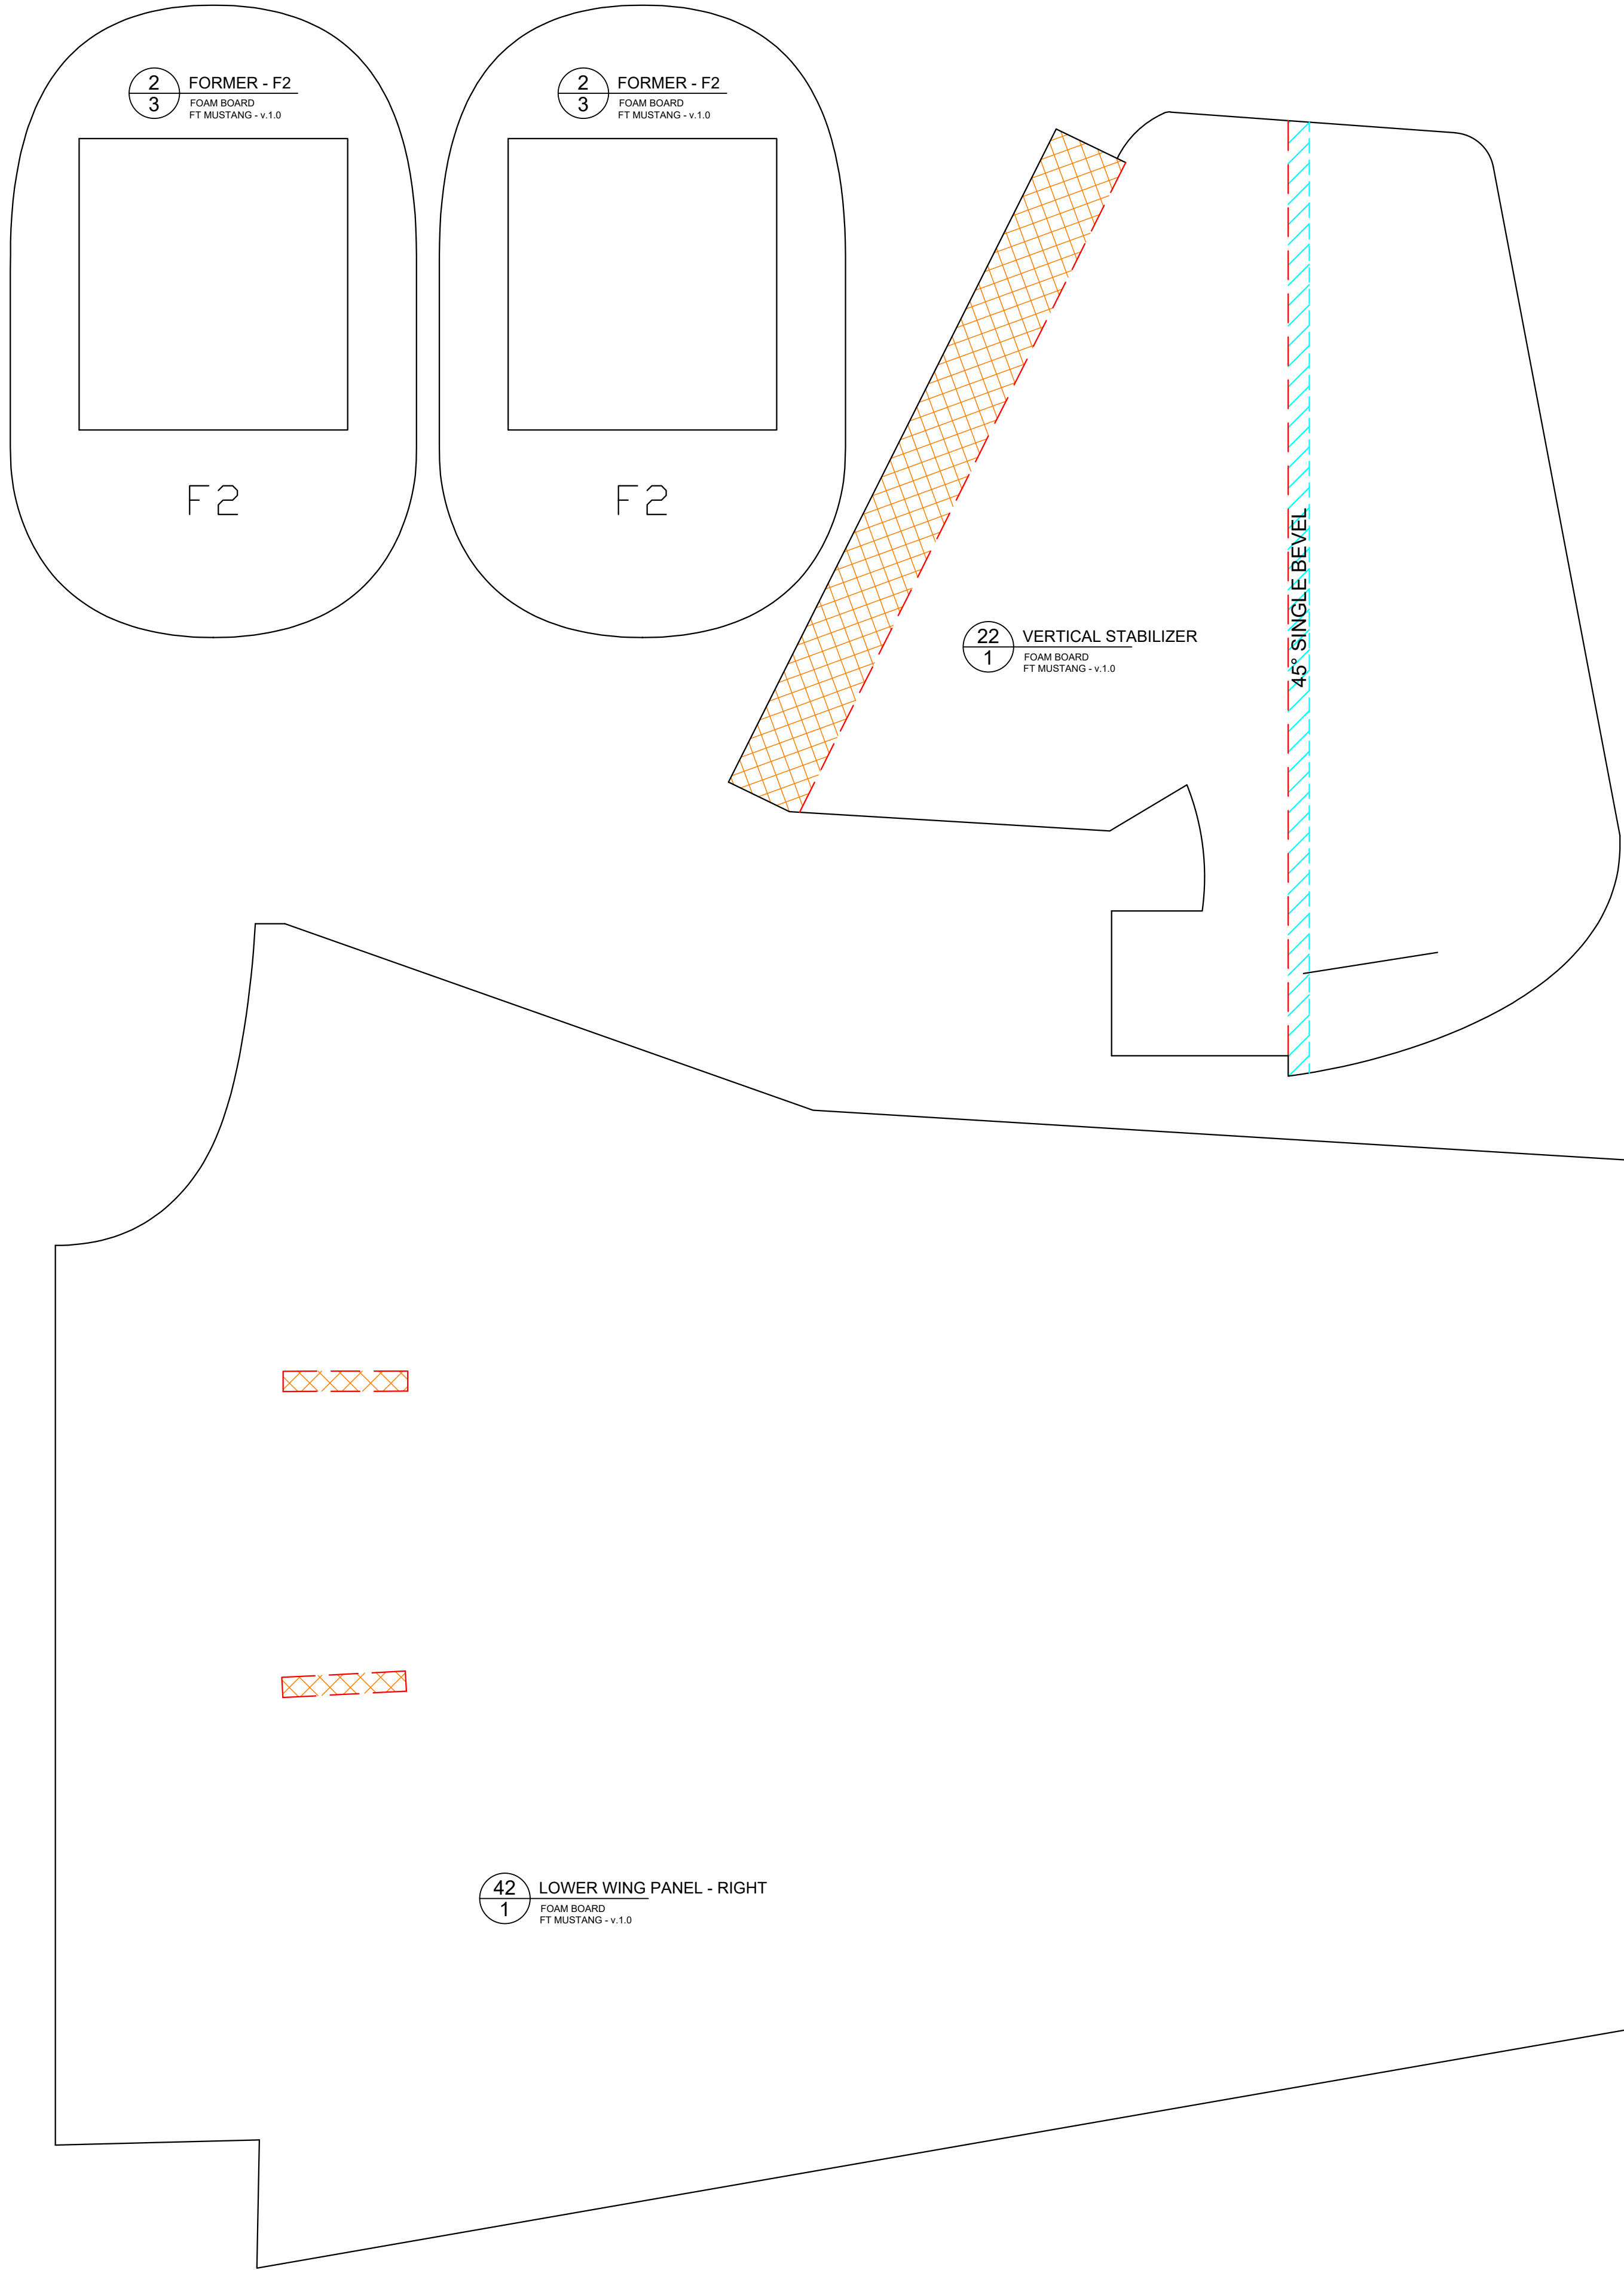 2
3
FORMER - F2
FOAM BOARD
FT MUSTANG - v.1.0
F2
2
3
FORMER - F2
FOAM BOARD
FT MUSTANG - v.1.0
F2
22
1
VERTICAL STABILIZER
FOAM BOARD
FT MUSTANG - v.1.0
45° SINGLE BEVEL
42
1
LOWER WING PANEL - RIGHT
FOAM BOARD
FT MUSTANG - v.1.0